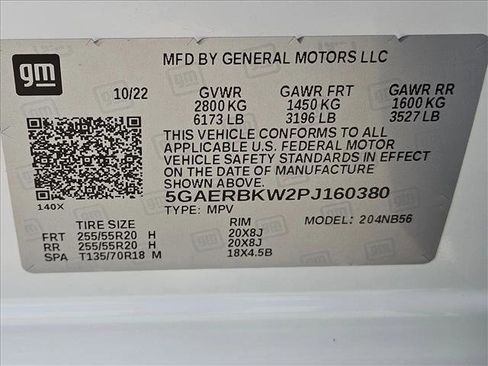 gm
MFD BY GENERAL MOTORS LLC
10/22 GVWR GAWR FRT GAWR RR
2800 KG 1450 KG 1600 KG
6173 LB 3196 LB 3527 LB
THIS VEHICLE CONFORMS TO ALL
APPLICABLE U.S. FEDERAL MOTOR
VEHICLE SAFETY STANDARDS IN EFFECT
ON THE DATE OF MANUFACTURE
SHOWN ABOVE.
5GAERBKW2PJ160380
140X TYPE: MPV MODEL: 204NB56
TIRE SIZE RIM
FRT 255/55R20 H 20X8J
RR 255/55R20 H 20X8J
SPA T135/70R18 M 18X4.5B